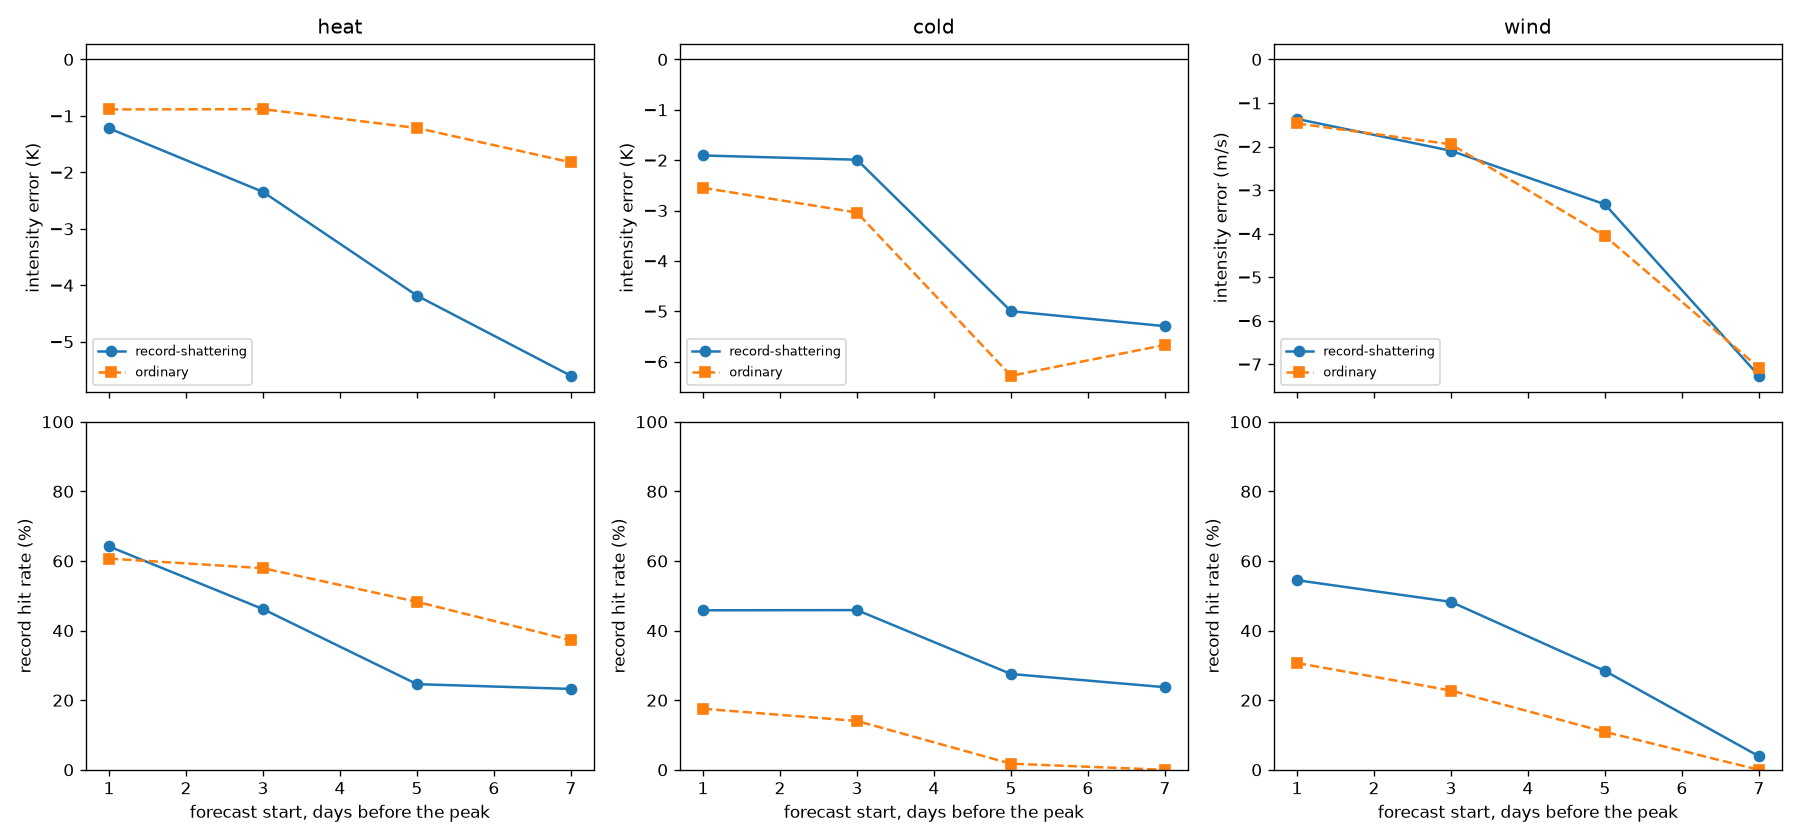 heat
cold
wind
0
−1
−2
−3
−4
−5
intensity error (K)
record-shattering
ordinary
0
−1
−2
−3
−4
−5
−6
intensity error (K)
record-shattering
ordinary
0
−1
−2
−3
−4
−5
−6
−7
intensity error (m/s)
record-shattering
ordinary
100
80
60
40
20
0
record hit rate (%)
1 2 3 4 5 6 7
forecast start, days before the peak
100
80
60
40
20
0
record hit rate (%)
1 2 3 4 5 6 7
forecast start, days before the peak
100
80
60
40
20
0
record hit rate (%)
1 2 3 4 5 6 7
forecast start, days before the peak